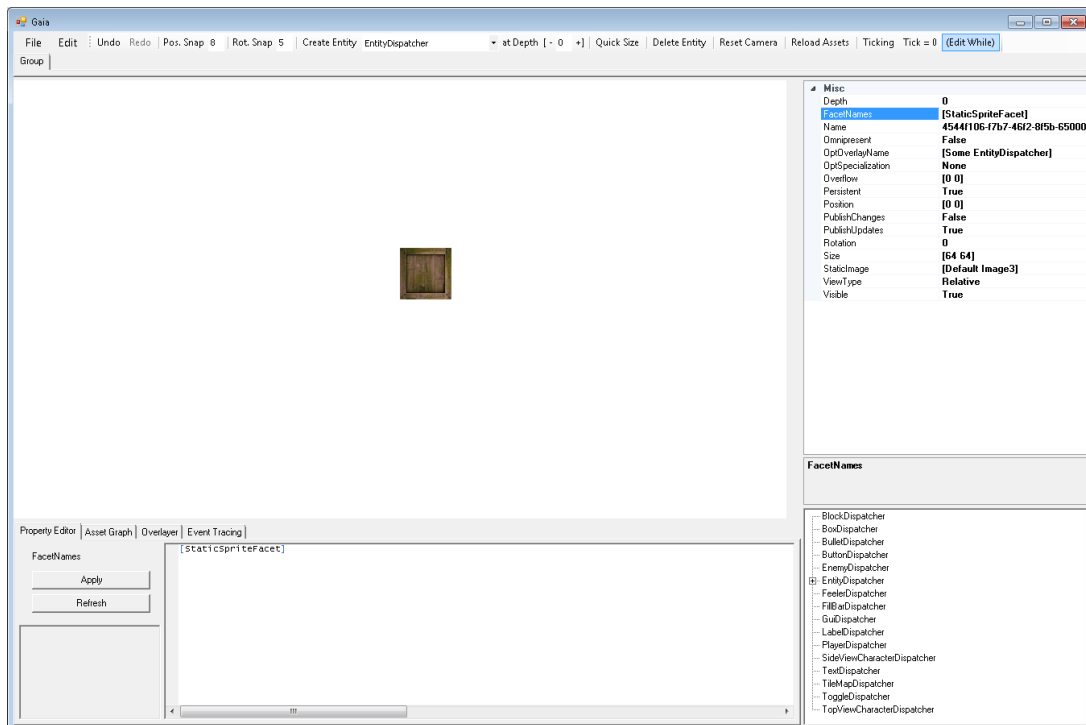 Gaia
File Edit Undo Redo Pos. Snap 8 Rot. Snap 5 Create Entity EntityDispatcher at Depth [ - 0 +] Quick Size Delete Entity Reset Camera Reload Assets Ticking Tick = 0 (Edit While)
Group
Misc
Depth 0
FacetNames [StaticSpriteFacet]
Name 4544f106-f7b7-46f2-8f5b-65000
Omnipresent False
OptOverlayName [Some EntityDispatcher]
OptSpecialization None
Overflow [0 0]
Persistent True
Position [0 0]
PublishChanges False
PublishUpdates True
Rotation 0
Size [64 64]
StaticImage [Default Image3]
ViewType Relative
Visible True
FacetNames
Property Editor Asset Graph Overlayer Event Tracing
FacetNames
Apply
Refresh
[StaticSpriteFacet]
BlockDispatcher
BoxDispatcher
BulletDispatcher
ButtonDispatcher
EnemyDispatcher
EntityDispatcher
FeelerDispatcher
FillBarDispatcher
GuiDispatcher
LabelDispatcher
PlayerDispatcher
SideViewCharacterDispatcher
TextDispatcher
TileMapDispatcher
ToggleDispatcher
TopViewCharacterDispatcher